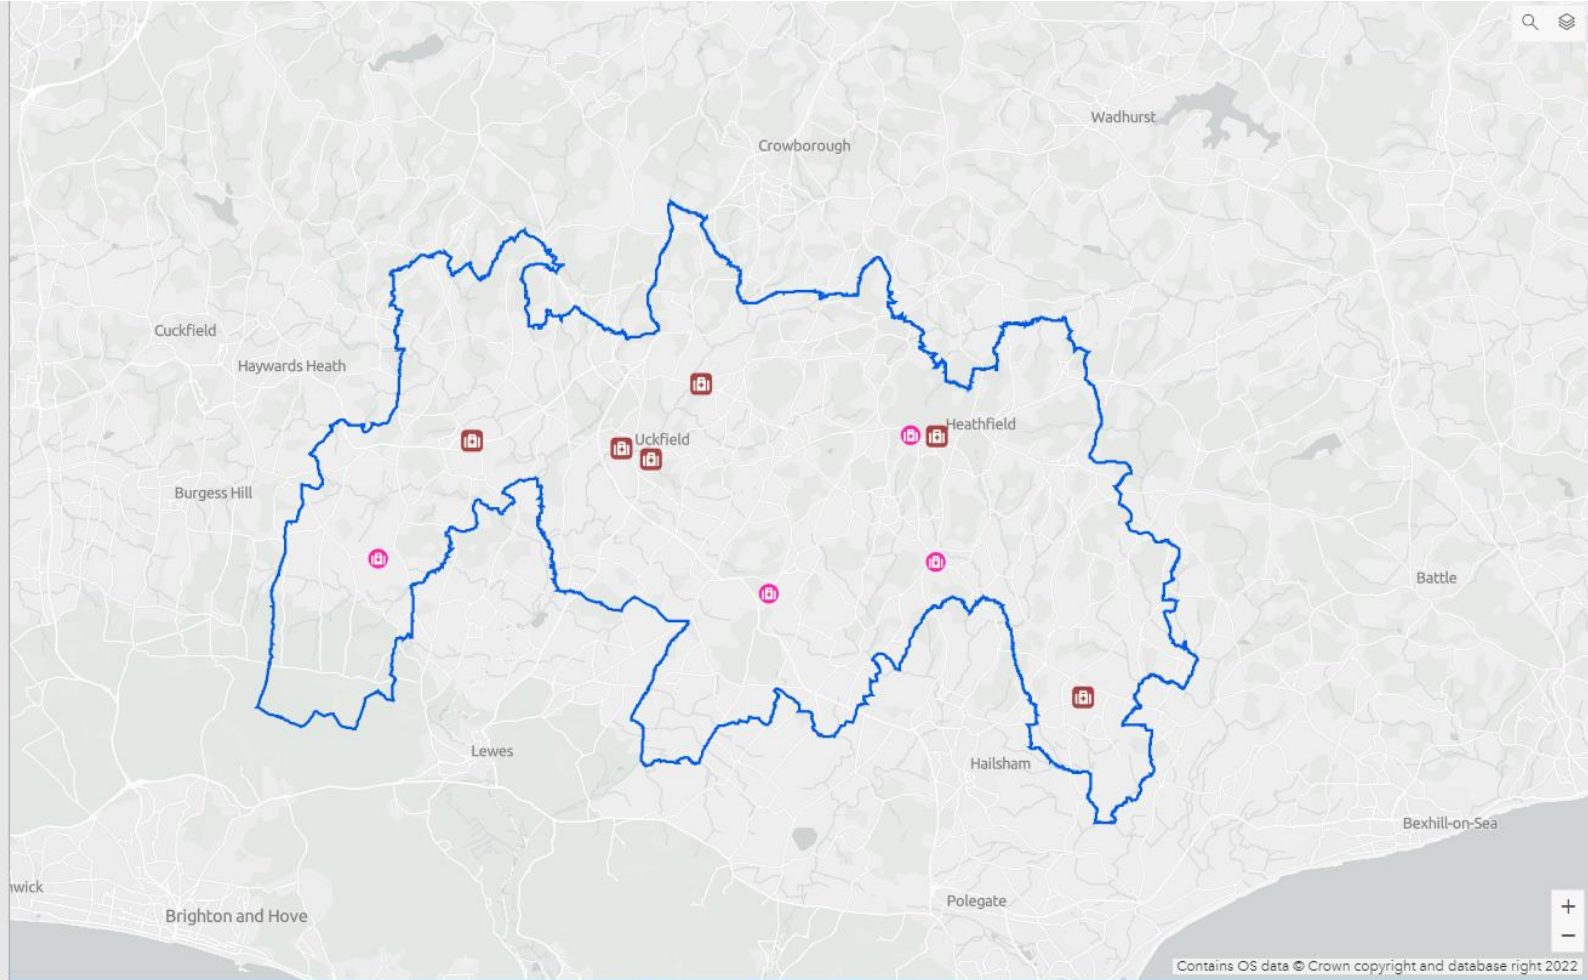 Wadhurst
Crowborough
Cuckfield
Haywards Heath
Heathfield
Uckfield
Burgess Hill
Battle
Lewes
Hailsham
Bexhill-on-Sea
wick
Polegate
Brighton and Hove
+
−
Contains OS data © Crown copyright and database right 2022